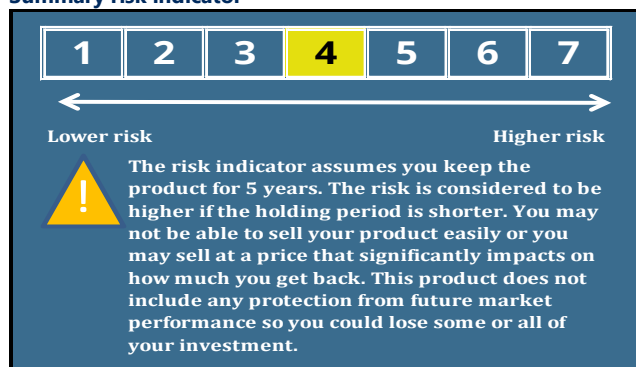 Summary risk indicator
1 2 3 4 5 6 7
Lower risk Higher risk
!
The risk indicator assumes you keep the
product for 5 years. The risk is considered to be
higher if the holding period is shorter. You may
not be able to sell your product easily or you
may sell at a price that significantly impacts on
how much you get back. This product does not
include any protection from future market
performance so you could lose some or all of
your investment.